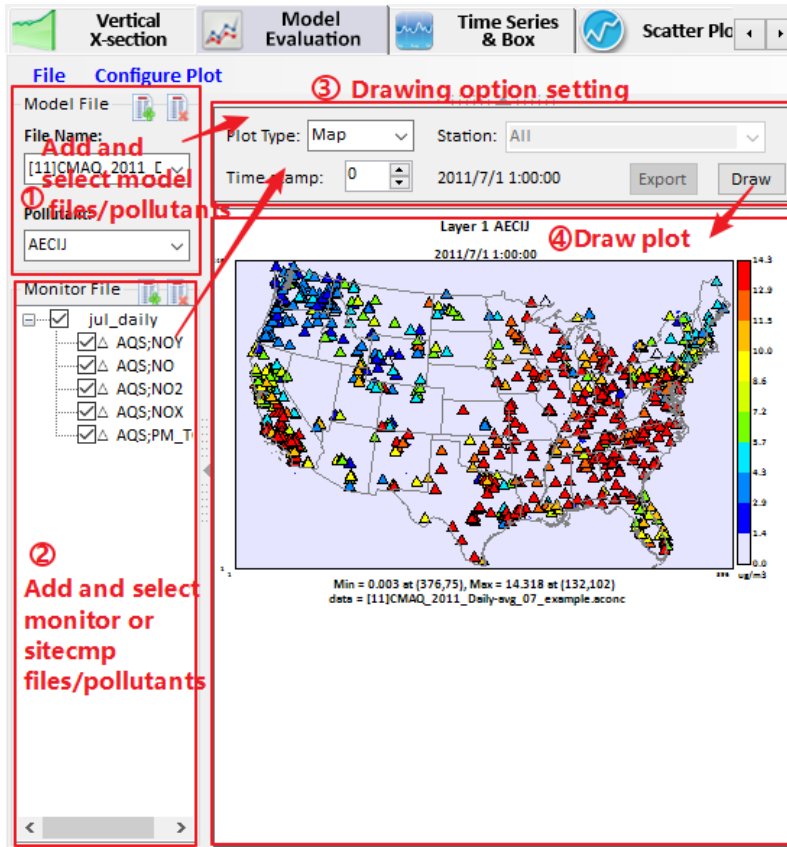 Vertical X-section
Model Evaluation
Time Series & Box
Scatter Plo
File Configure Plot
③ Drawing option setting
Model File
File Name:
[11]CMAQ_2011_D
① Add and select model files/pollutants
Pollutant:
AECIJ
Plot Type: Map
Station: All
Time stamp: 0
2011/7/1 1:00:00
Export
Draw
Monitor File
jul_daily
AQS;NOY
AQS;NO
AQS;NO2
AQS;NOX
AQS;PM_T
②
Add and select
monitor or
sitecmp
files/pollutants
Layer 1 AECIJ
④Draw plot
2011/7/1 1:00:00
14.3
12.9
11.5
10.0
8.6
7.2
5.7
4.3
2.9
1.4
0.0
ug/m3
1
1
Min = 0.003 at (376,75), Max = 14.318 at (132,102)
data = [11]CMAQ_2011_Daily-avg_07_example.aconc